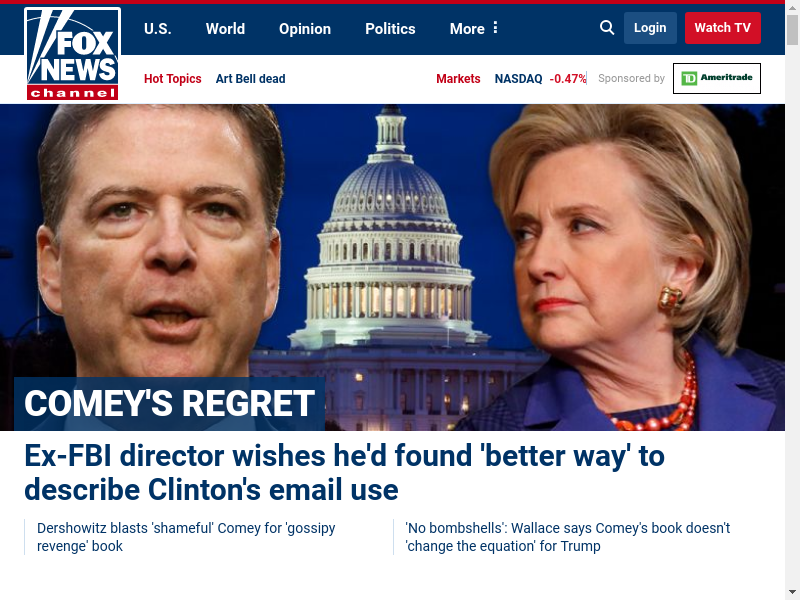 FOX
NEWS
channel
U.S. World Opinion Politics More Login Watch TV
Hot Topics Art Bell dead Markets NASDAQ -0.47% Sponsored by TD Ameritrade
COMEY'S REGRET
Ex-FBI director wishes he'd found 'better way' to
describe Clinton's email use
Dershowitz blasts 'shameful' Comey for 'gossipy
revenge' book
'No bombshells': Wallace says Comey's book doesn't
'change the equation' for Trump